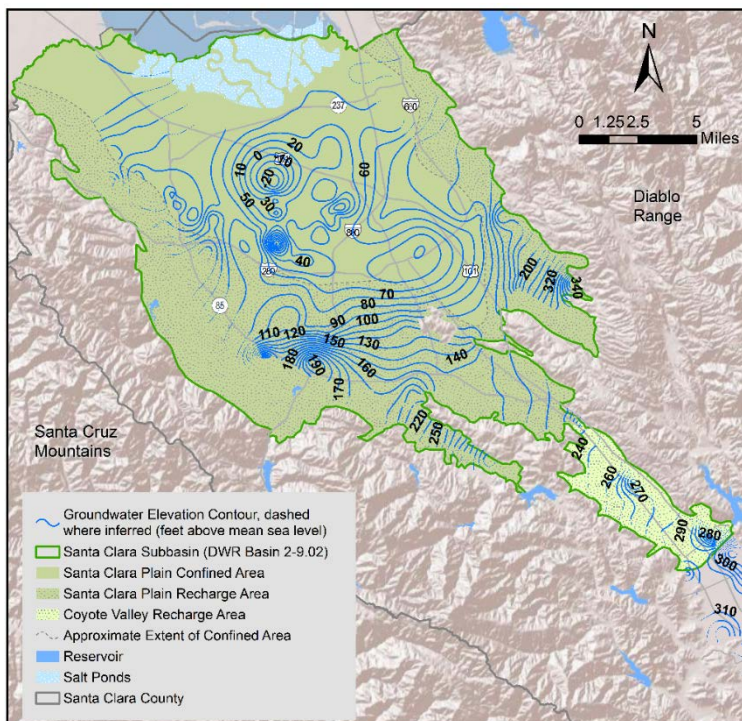 N
0 1.25 2.5 5
Miles
237
680
20
0
10
10
-20
60
50
30
880
Diablo
Range
40
280
101
200
320
340
85
70
80
90
100
110
120
150
130
140
180
190
160
170
Santa Cruz
Mountains
220
250
240
260
270
290
280
300
310
Groundwater Elevation Contour, dashed
where inferred (feet above mean sea level)
Santa Clara Subbasin (DWR Basin 2-9.02)
Santa Clara Plain Confined Area
Santa Clara Plain Recharge Area
Coyote Valley Recharge Area
Approximate Extent of Confined Area
Reservoir
Salt Ponds
Santa Clara County